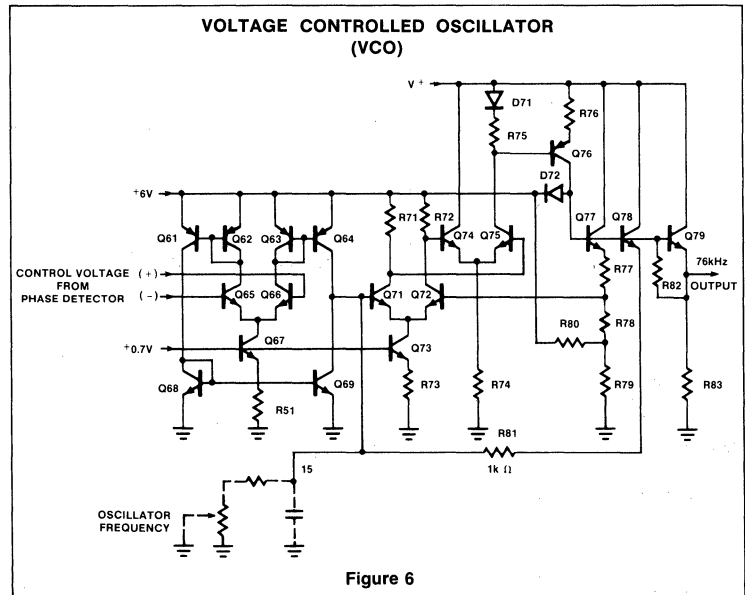 VOLTAGE CONTROLLED OSCILLATOR
(VCO)
V+
D71
R76
R75
Q76
D72
+6V
R71
R72
Q74
Q75
Q77
Q78
Q79
Q61
Q62
Q63
Q64
R77
R82
76kHz
OUTPUT
CONTROL VOLTAGE
FROM
PHASE DETECTOR
(+)
(-)
Q65
Q66
Q71
Q72
R80
R78
+0.7V
Q67
Q73
Q68
Q69
R51
R73
R74
R79
R83
R81
15
1k Ω
OSCILLATOR
FREQUENCY
Figure 6